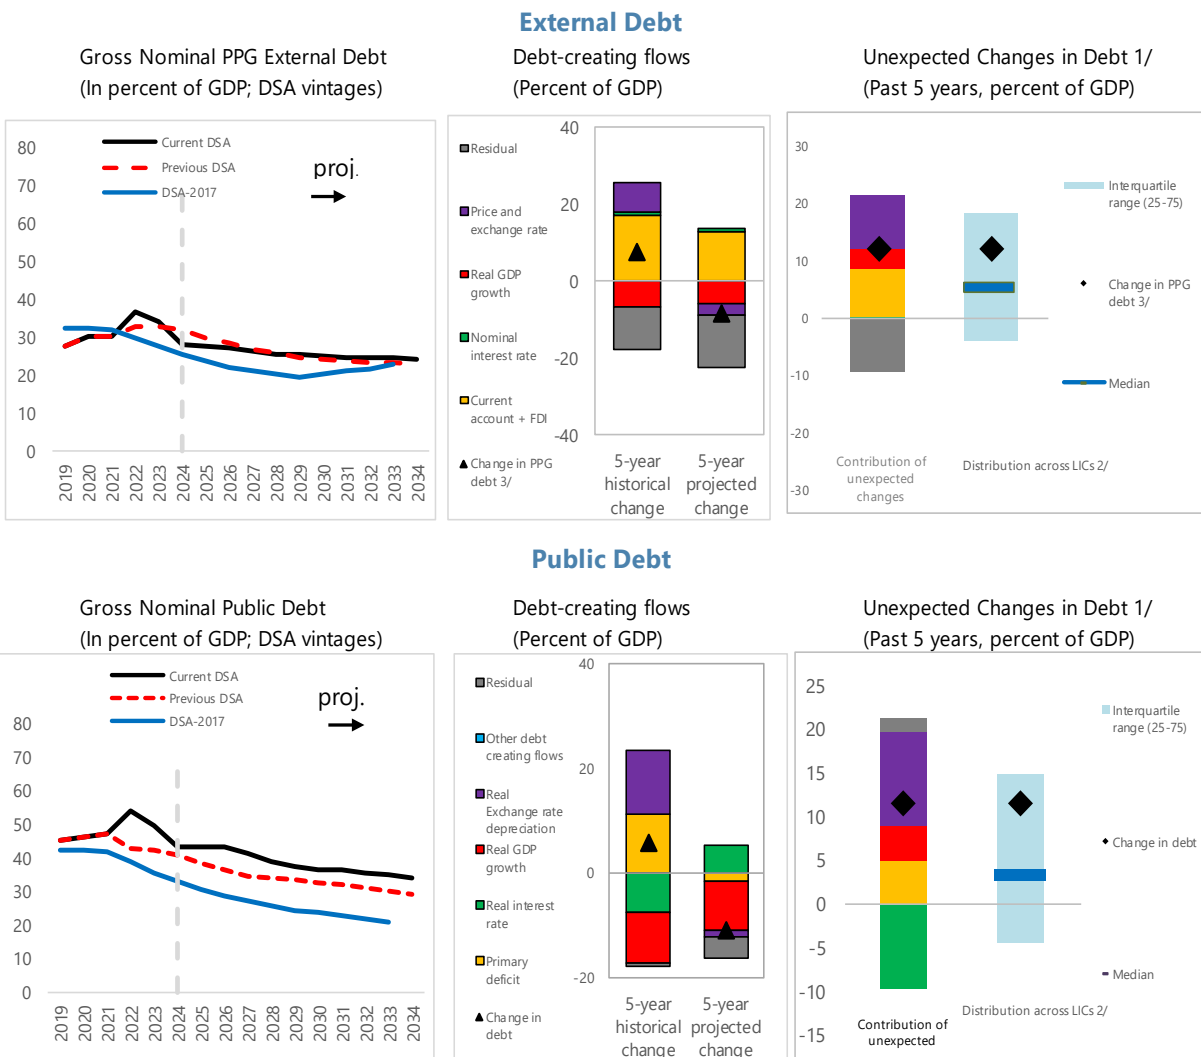 External Debt
Gross Nominal PPG External Debt
(In percent of GDP; DSA vintages)
80
70
60
50
40
30
20
10
0
Current DSA
Previous DSA
DSA-2017
proj.
2019
2020
2021
2022
2023
2024
2025
2026
2027
2028
2029
2030
2031
2032
2033
2034
Debt-creating flows
(Percent of GDP)
Residual
Price and
exchange rate
Real GDP
growth
Nominal
interest rate
Current
account + FDI
Change in PPG
debt 3/
40
20
0
-20
-40
5-year
historical
change
5-year
projected
change
Unexpected Changes in Debt 1/
(Past 5 years, percent of GDP)
30
20
10
0
-10
-20
-30
Contribution of
unexpected
changes
Distribution across LICs 2/
Interquartile
range (25-75)
Change in PPG
debt 3/
Median
Public Debt
Gross Nominal Public Debt
(In percent of GDP; DSA vintages)
Current DSA
Previous DSA
DSA-2017
proj.
80
70
60
50
40
30
20
10
0
2019
2020
2021
2022
2023
2024
2025
2026
2027
2028
2029
2030
2031
2032
2033
2034
Debt-creating flows
(Percent of GDP)
Residual
Other debt
creating flows
Real
Exchange rate
depreciation
Real GDP
growth
Real interest
rate
Primary
deficit
Change in
debt
40
20
0
-20
5-year
historical
change
5-year
projected
change
Unexpected Changes in Debt 1/
(Past 5 years, percent of GDP)
25
20
15
10
5
0
-5
-10
-15
Contribution of
unexpected
Distribution across LICs 2/
Interquartile
range (25-75)
Change in debt
Median